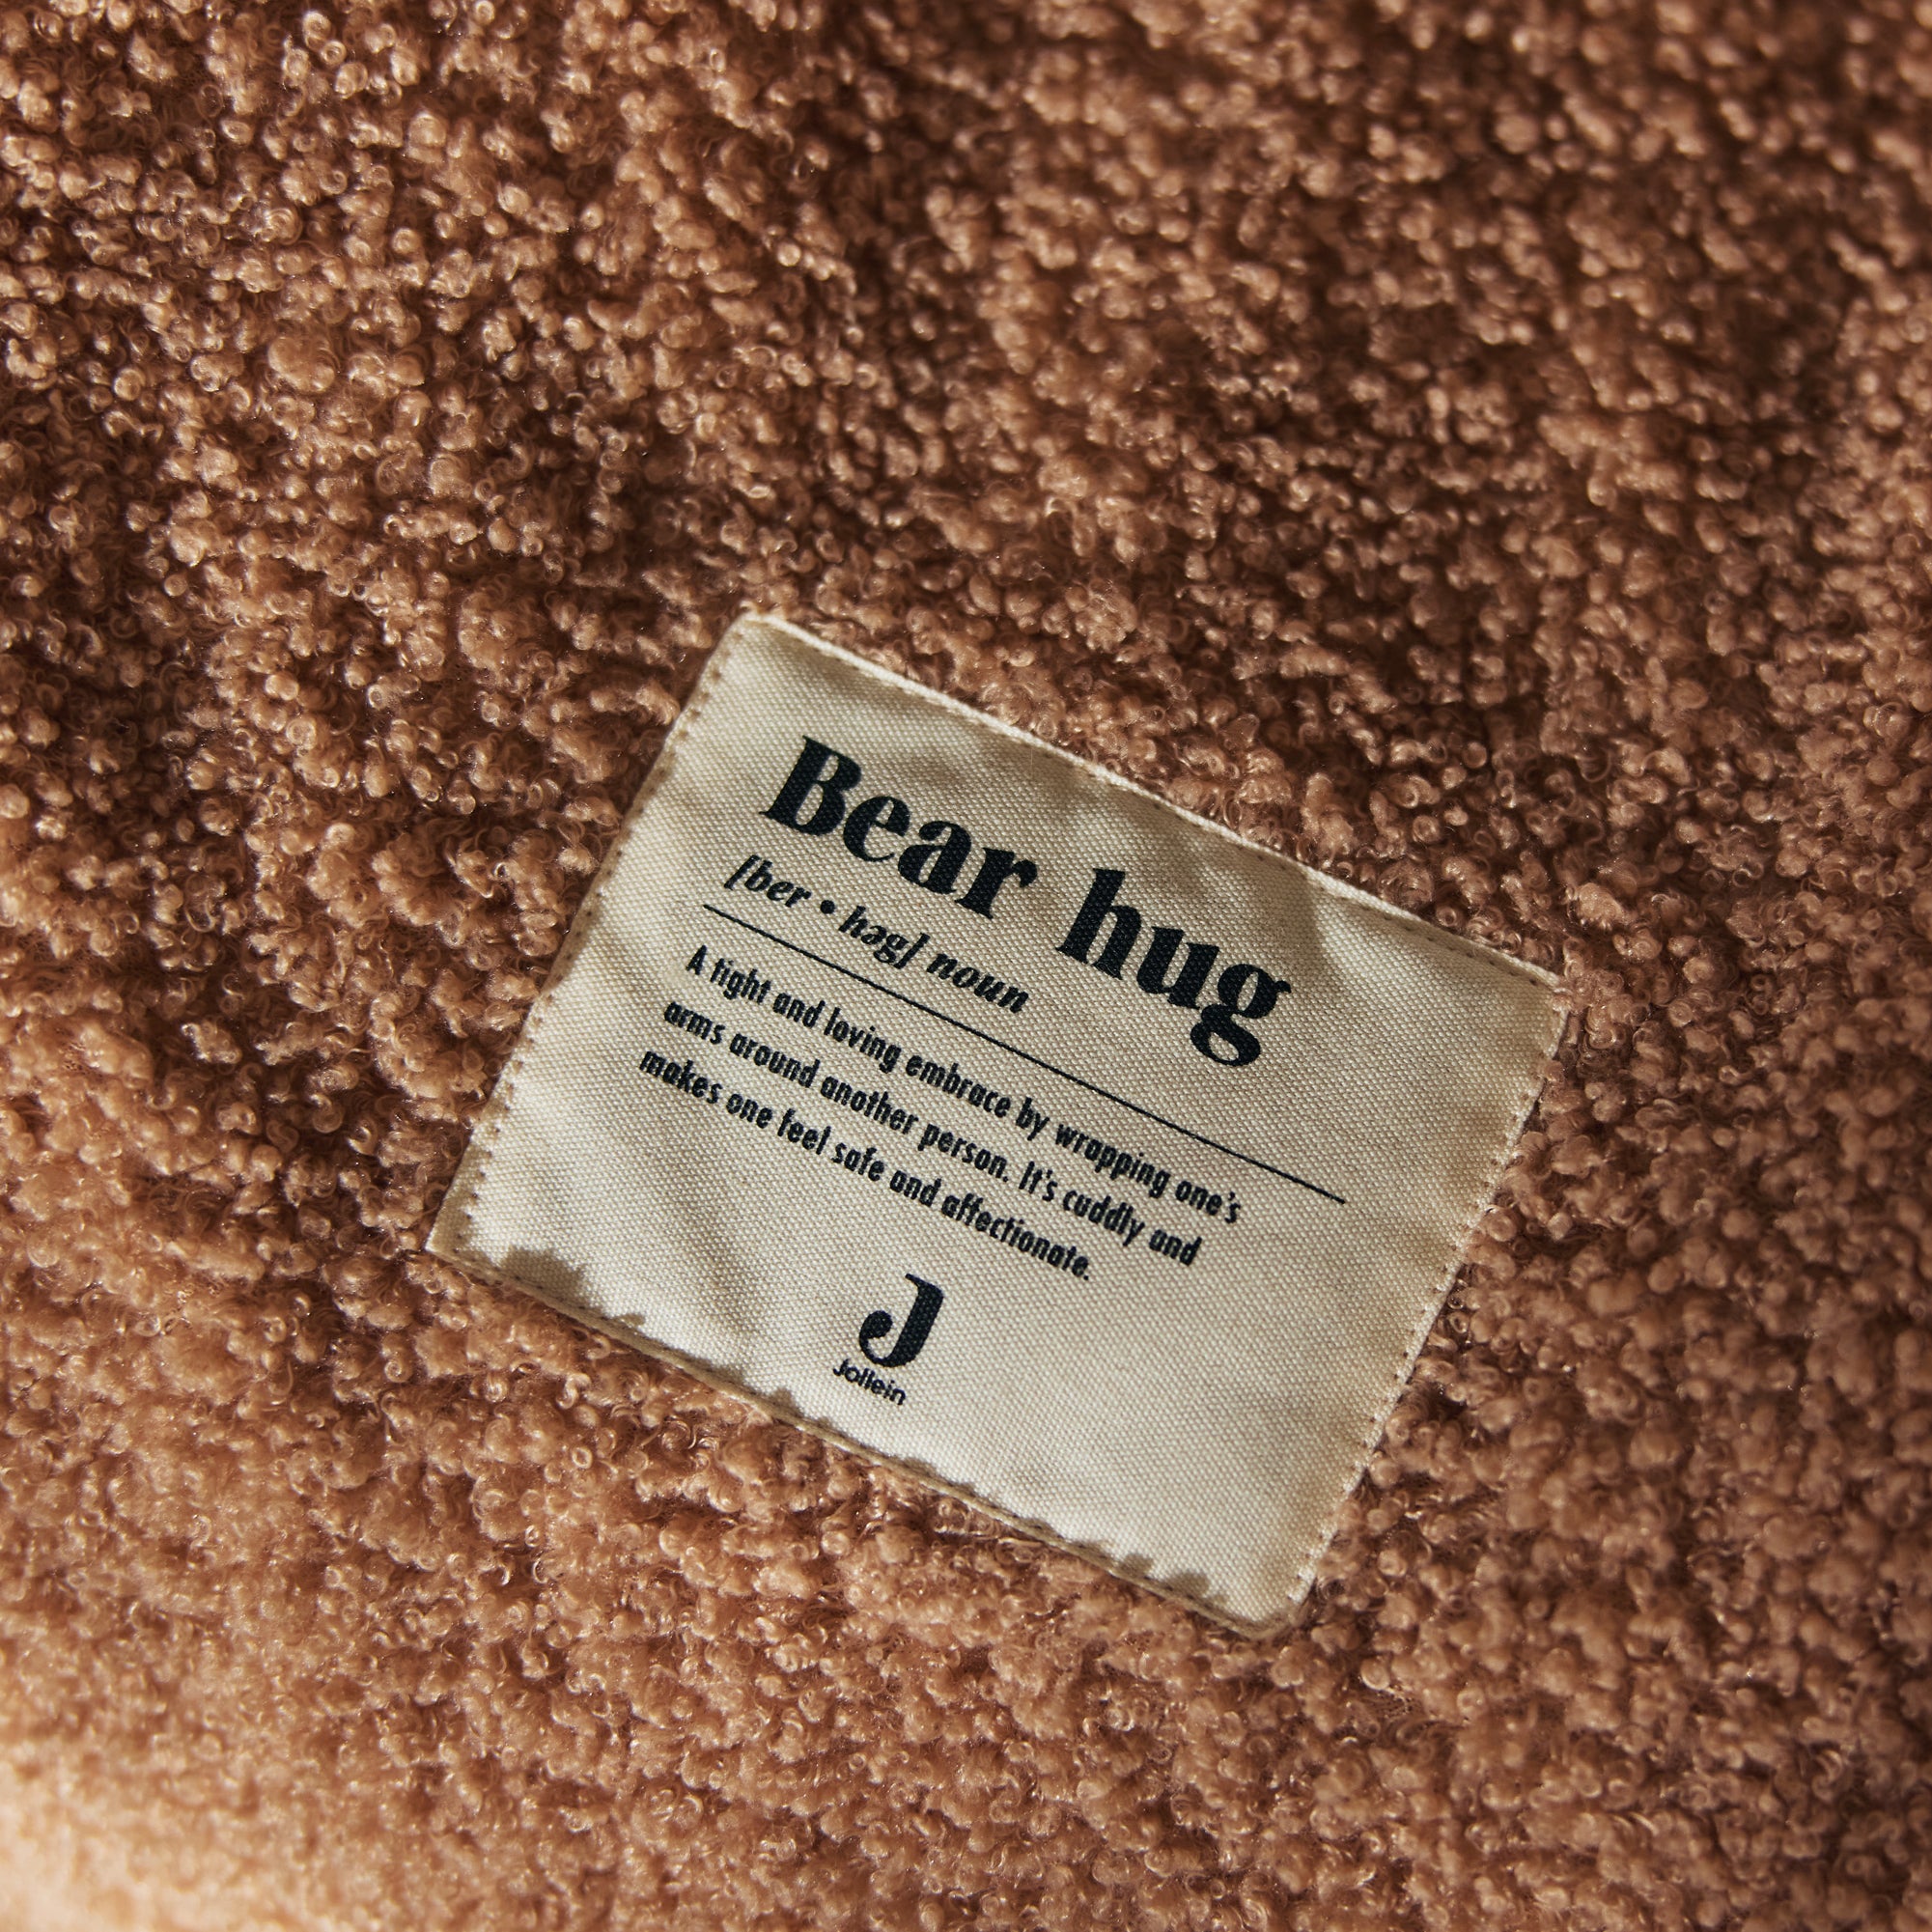 Bear hug
[ber • həg] noun
A tight and loving embrace by wrapping one's
arms around another person. It's cuddly and
makes one feel safe and affectionate.
J
Jollein